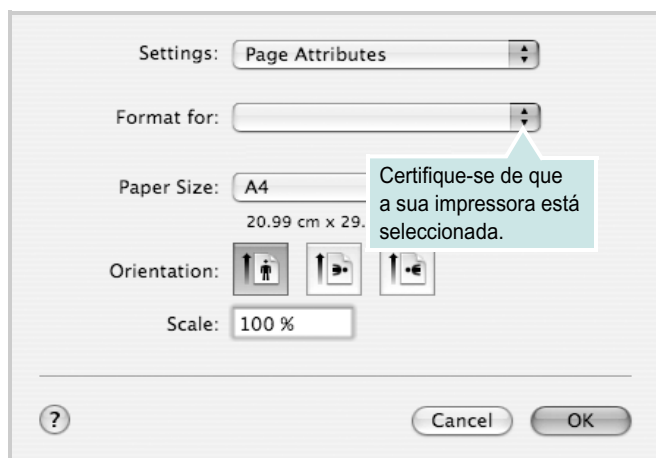 Settings: Page Attributes
Format for:
Certifique-se de que
a sua impressora está
seleccionada.
Paper Size: A4
20.99 cm x 29.
Orientation:
Scale: 100 %
? Cancel OK